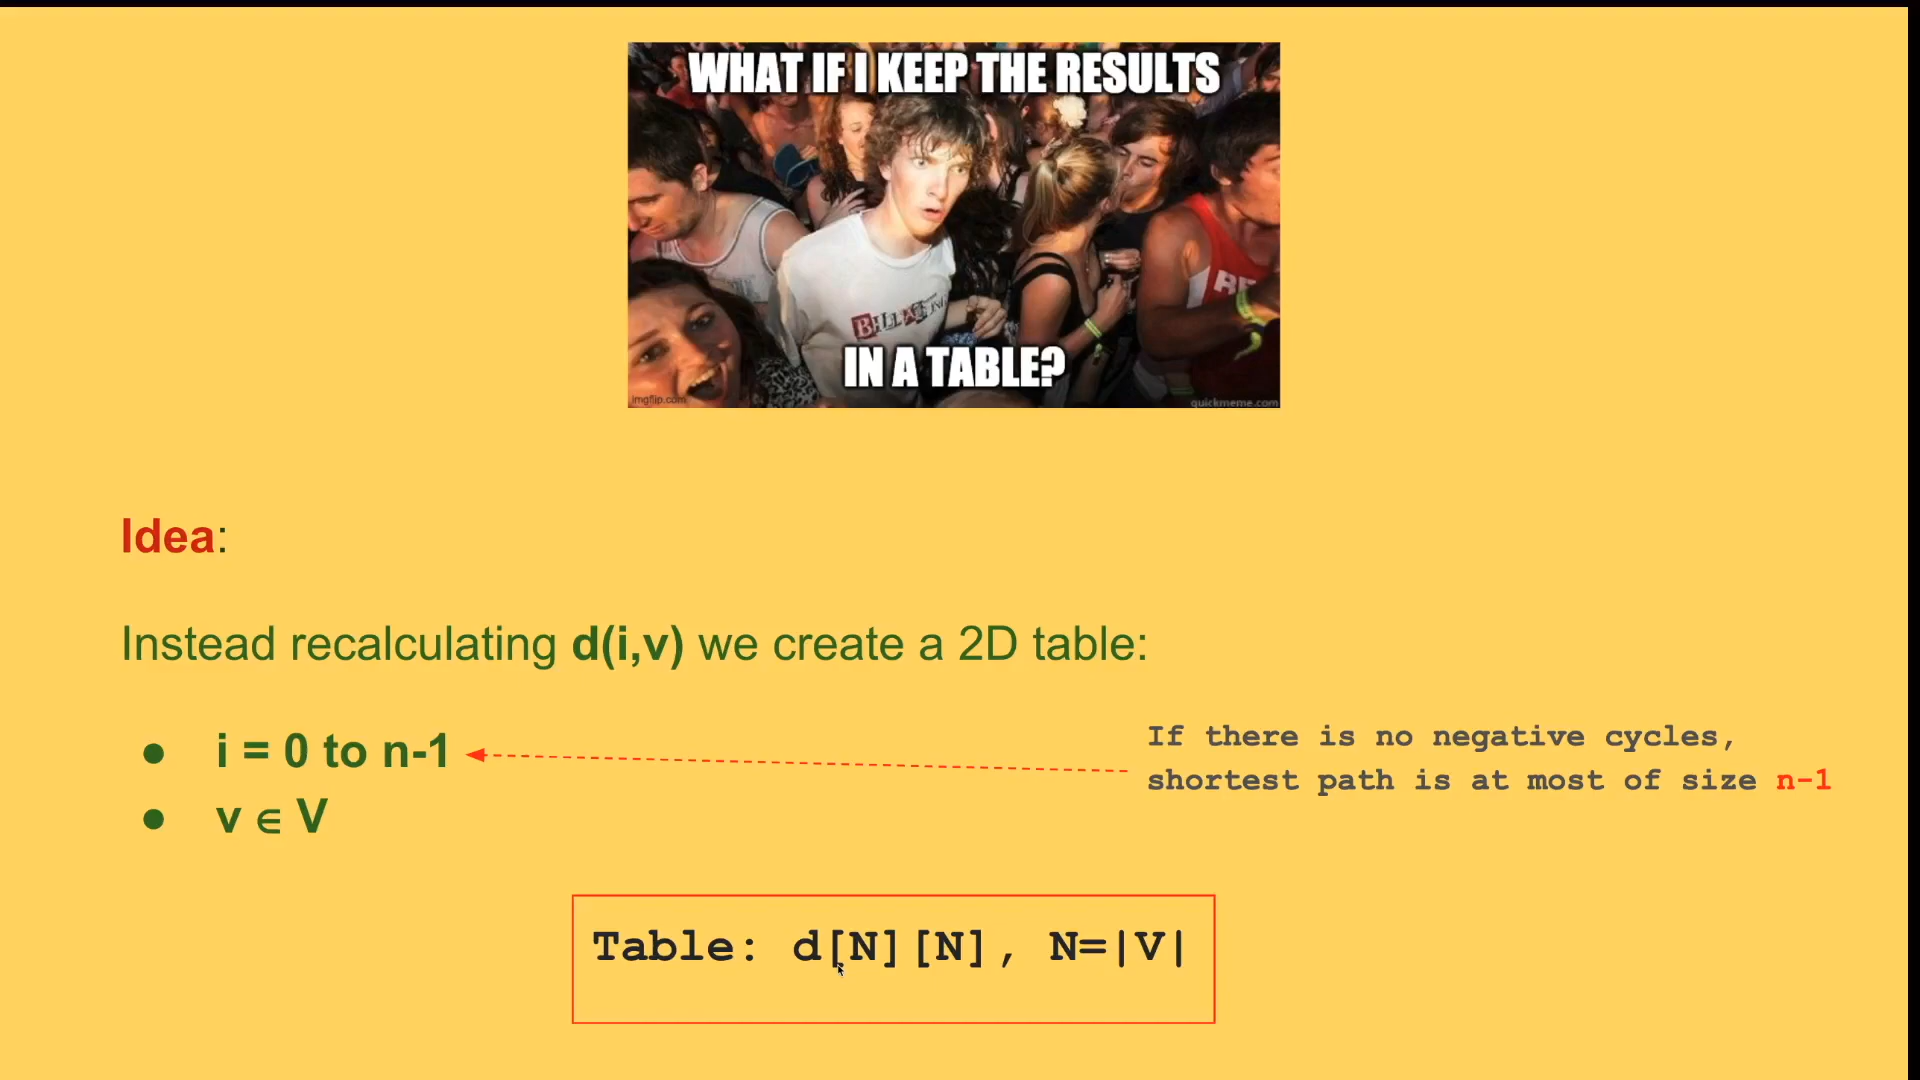 WHAT IF I KEEP THE RESULTS
IN A TABLE?
imgflip.com
quickmeme.com
Idea:
Instead recalculating d(i,v) we create a 2D table:
● i = 0 to n-1
● v ∈ V
If there is no negative cycles,
shortest path is at most of size n-1
Table: d[N][N], N=|V|